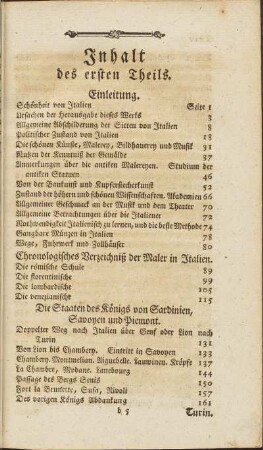 Inhalt
des ersten Theils.
Einleitung.
Schönheit von Italien Seite 1
Ursachen der Herausgabe dieses Werks 3
Allgemeine Abschilderung der Sitten von Italien 8
Politischer Zustand von Italien 18
Die schönen Künste, Malerey, Bildhauerey und Musik 31
Nutzen der Kenntniß der Gemälde 37
Anmerkungen über die antiken Malereyen. Studium der
antiken Statuen 46
Von der Baukunst und Kupferstecherkunst 52
Zustand der höhern und schönen Wissenschaften. Akademien 66
Allgemeiner Geschmack an der Musik und dem Theater 70
Allgemeine Betrachtungen über die Italiener 72
Nothwendigkeit Italienisch zu lernen, und die beste Methode 74
Gangbare Münzen in Italien 78
Wege, Fuhrwerk und Zollhäuser 80
Chronologisches Verzeichniß der Maler in Italien.
Die römische Schule 89
Die florentinische 99
Die lombardische 105
Die venezianische 115
Die Staaten des Königs von Sardinien,
Savoyen und Piemont.
Doppelter Weg nach Italien über Genf oder Lion nach
Turin 131
Von Lion bis Chambery. Eintritt in Savoyen 133
Chambery. Montmelian. Aiguebelle. Lauwinen. Kröpfe 137
La Chambre, Modane. Lanebourg 144
Passage des Bergs Senis 150
Fort la Brunette, Susa, Rivoli 157
Des vorigen Königs Abdankung 161
b 5 Turin.